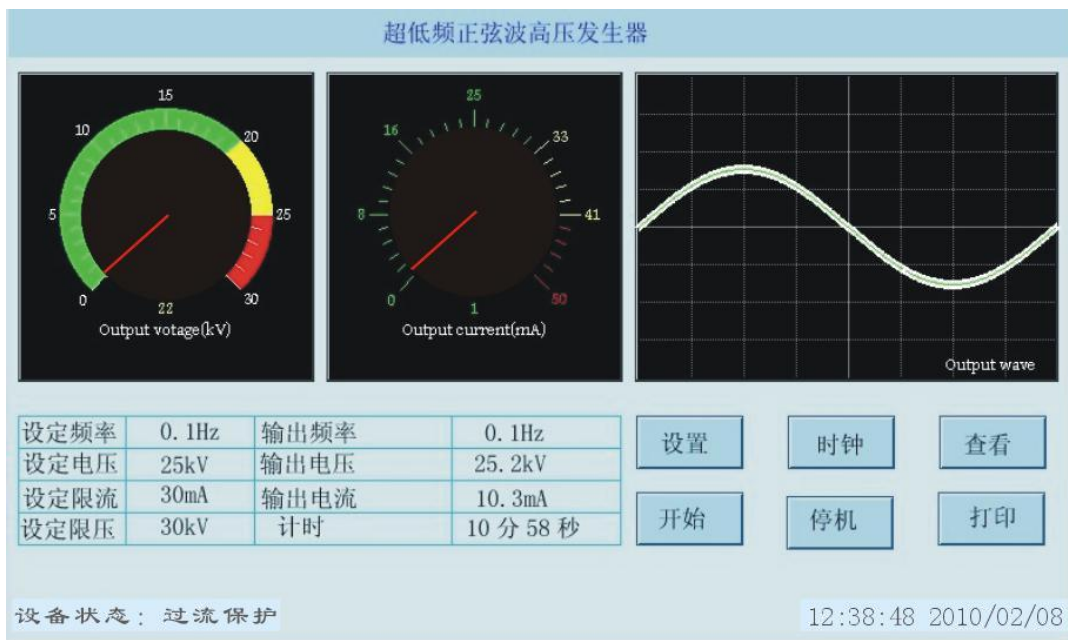 超低频正弦波高压发生器
15
10
20
5
25
0
30
22
Output votage(kV)
25
16
33
8
41
0
50
1
Output current(mA)
Output wave
设定频率 0.1Hz 输出频率 0.1Hz
设定电压 25kV 输出电压 25.2kV
设定限流 30mA 输出电流 10.3mA
设定限压 30kV 计时 10分58秒
设置 时钟 查看
开始 停机 打印
设备状态：过流保护
12:38:48 2010/02/08